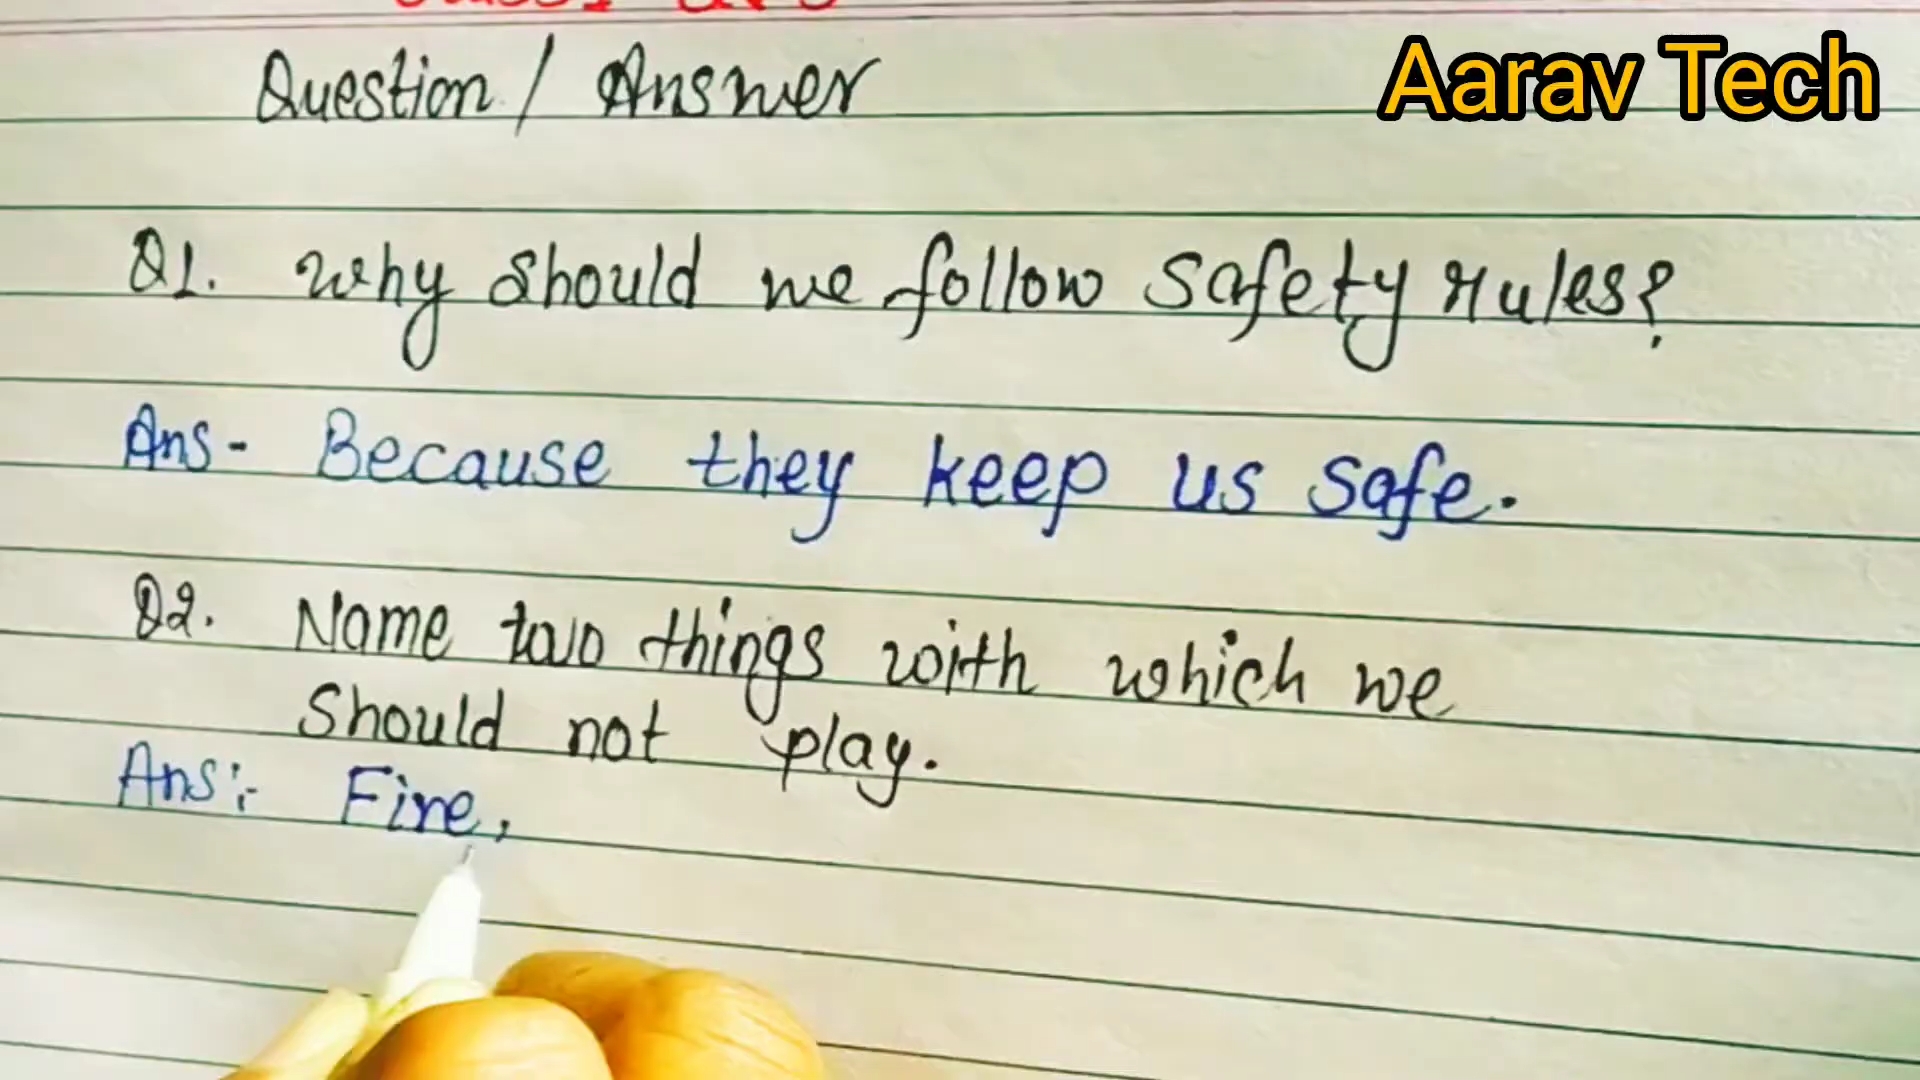 Question / Answer
Aarav Tech
Q1. Why should we follow safety rules?
Ans - Because they keep us safe.
Q2. Name two things with which we
should not play.
Ans:- Fire,